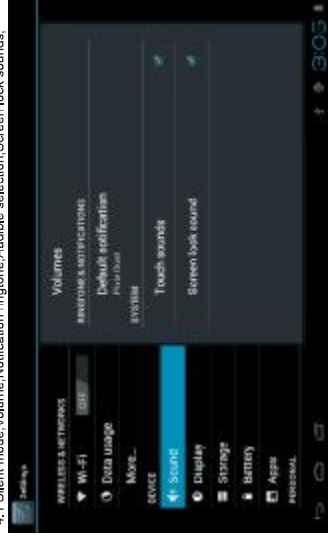 4.1 Silent mode,Volume,Notification ringtone,Audible selection,Screen lock sounds,
Settings
WIRELESS & NETWORKS
Wi-Fi OFF
Data usage
More...
DEVICE
Sound
Display
Storage
Battery
Apps
PERSONAL
Volumes
RINGTONE & NOTIFICATIONS
Default notification
SYSTEM
Touch sounds
Screen lock sound
3:05